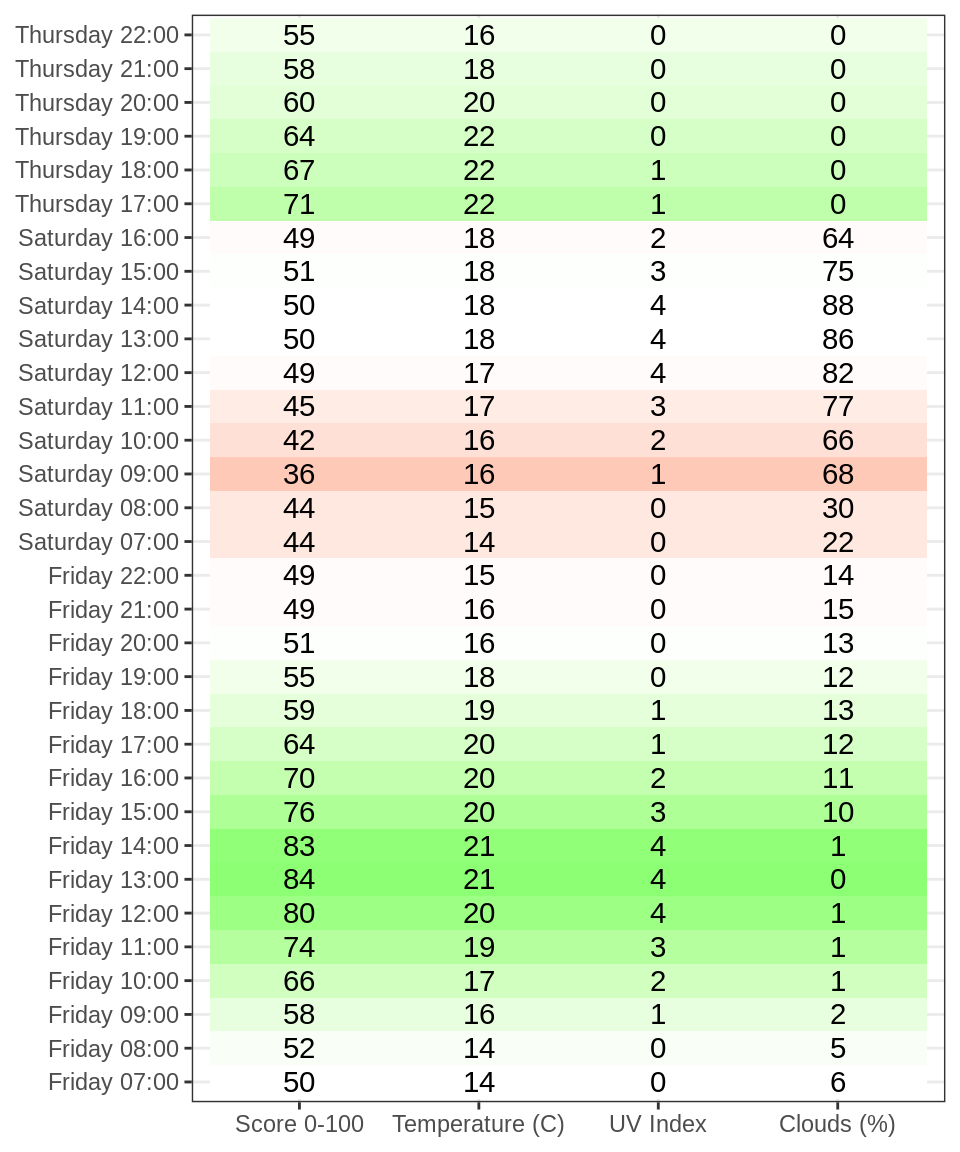 Thursday 22:00 55 16 0 0
Thursday 21:00 58 18 0 0
Thursday 20:00 60 20 0 0
Thursday 19:00 64 22 0 0
Thursday 18:00 67 22 1 0
Thursday 17:00 71 22 1 0
Saturday 16:00 49 18 2 64
Saturday 15:00 51 18 3 75
Saturday 14:00 50 18 4 88
Saturday 13:00 50 18 4 86
Saturday 12:00 49 17 4 82
Saturday 11:00 45 17 3 77
Saturday 10:00 42 16 2 66
Saturday 09:00 36 16 1 68
Saturday 08:00 44 15 0 30
Saturday 07:00 44 14 0 22
Friday 22:00 49 15 0 14
Friday 21:00 49 16 0 15
Friday 20:00 51 16 0 13
Friday 19:00 55 18 0 12
Friday 18:00 59 19 1 13
Friday 17:00 64 20 1 12
Friday 16:00 70 20 2 11
Friday 15:00 76 20 3 10
Friday 14:00 83 21 4 1
Friday 13:00 84 21 4 0
Friday 12:00 80 20 4 1
Friday 11:00 74 19 3 1
Friday 10:00 66 17 2 1
Friday 09:00 58 16 1 2
Friday 08:00 52 14 0 5
Friday 07:00 50 14 0 6
Score 0-100 Temperature (C) UV Index Clouds (%)